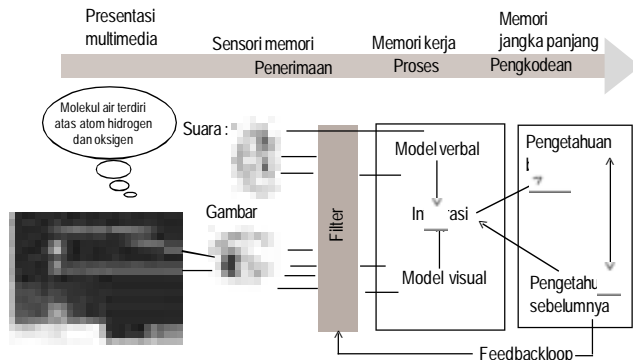 Presentasi
multimedia
Sensori memori
Memori kerja
Memori
jangka panjang
Penerimaan
Proses
Pengkodean
Molekul air terdiri
atas atom hidrogen
dan oksigen
Suara :
Gambar
Filter
Model verbal
Model visual
Pengetahuan
sebelumnya
Feedbackloop